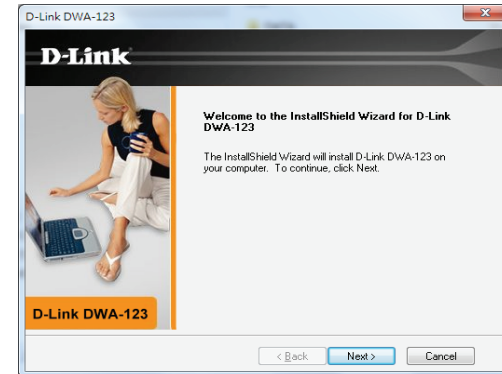 D-Link DWA-123
D-Link
Welcome to the InstallShield Wizard for D-Link
DWA-123
The InstallShield Wizard will install D-Link DWA-123 on
your computer. To continue, click Next.
D-Link DWA-123
< Back
Next >
Cancel